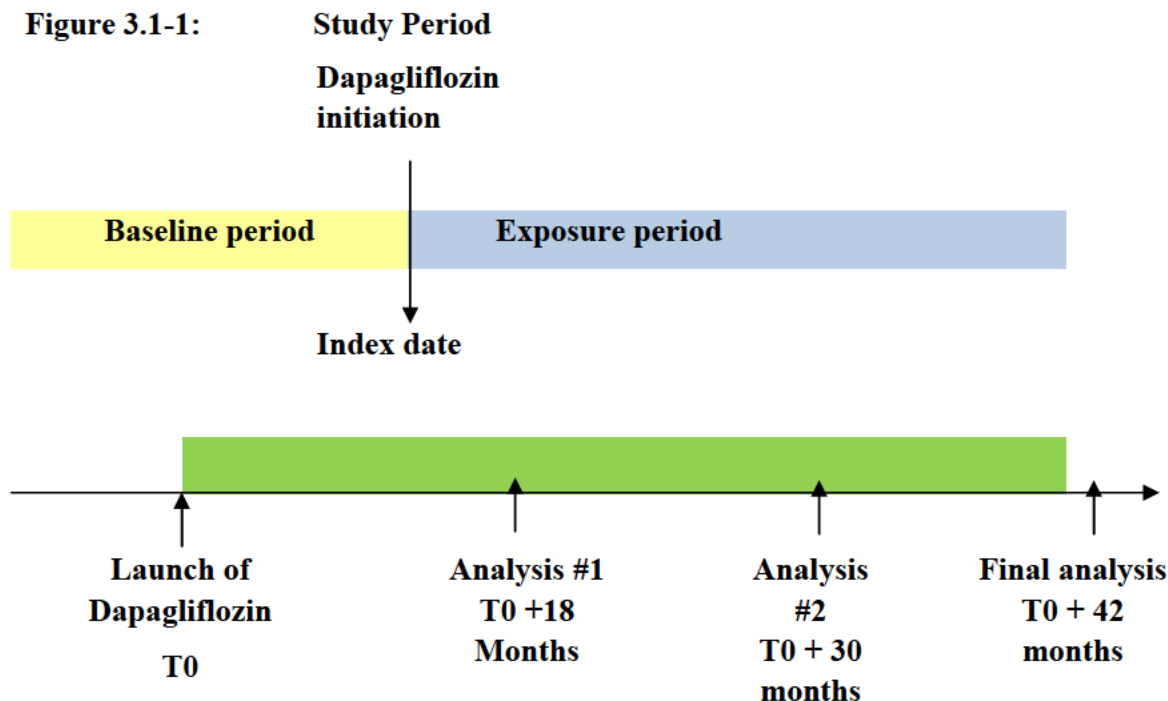 Figure 3.1-1: Study Period
Dapagliflozin
initiation
Baseline period
Exposure period
Index date
Launch of
Dapagliflozin
T0
Analysis #1
T0 +18
Months
Analysis
#2
T0 + 30
months
Final analysis
T0 + 42
months